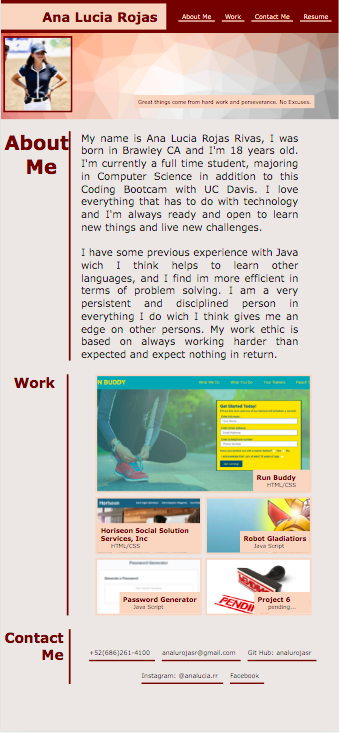 Ana Lucia Rojas
About Me Work Contact Me Resume
Great things come from hard work and perseverance. No Excuses.
About
Me
My name is Ana Lucia Rojas Rivas, I was
born in Brawley CA and I'm 18 years old.
I'm currently a full time student, majoring
in Computer Science in addition to this
Coding Bootcam with UC Davis. I love
everything that has to do with technology
and I'm always ready and open to learn
new things and live new challenges.
I have some previous experience with Java
wich I think helps to learn other
languages, and I find im more efficient in
terms of problem solving. I am a very
persistent and disciplined person in
everything I do wich I think gives me an
edge on other persons. My work ethic is
based on always working harder than
expected and expect nothing in return.
Work
N BUDDY
Get Started Today!
Run Buddy
HTML/CSS
Horiseon
Horiseon Social Solution
Services, Inc
HTML/CSS
Robot Gladiators
Java Script
Password Generator
Generate a Password
Password Generator
Java Script
PENDI
Project 6
pending...
Contact
Me
+52(686)261-4100 analurojasr@gmail.com Git Hub: analurojasr
Instagram: @analucia.rr Facebook